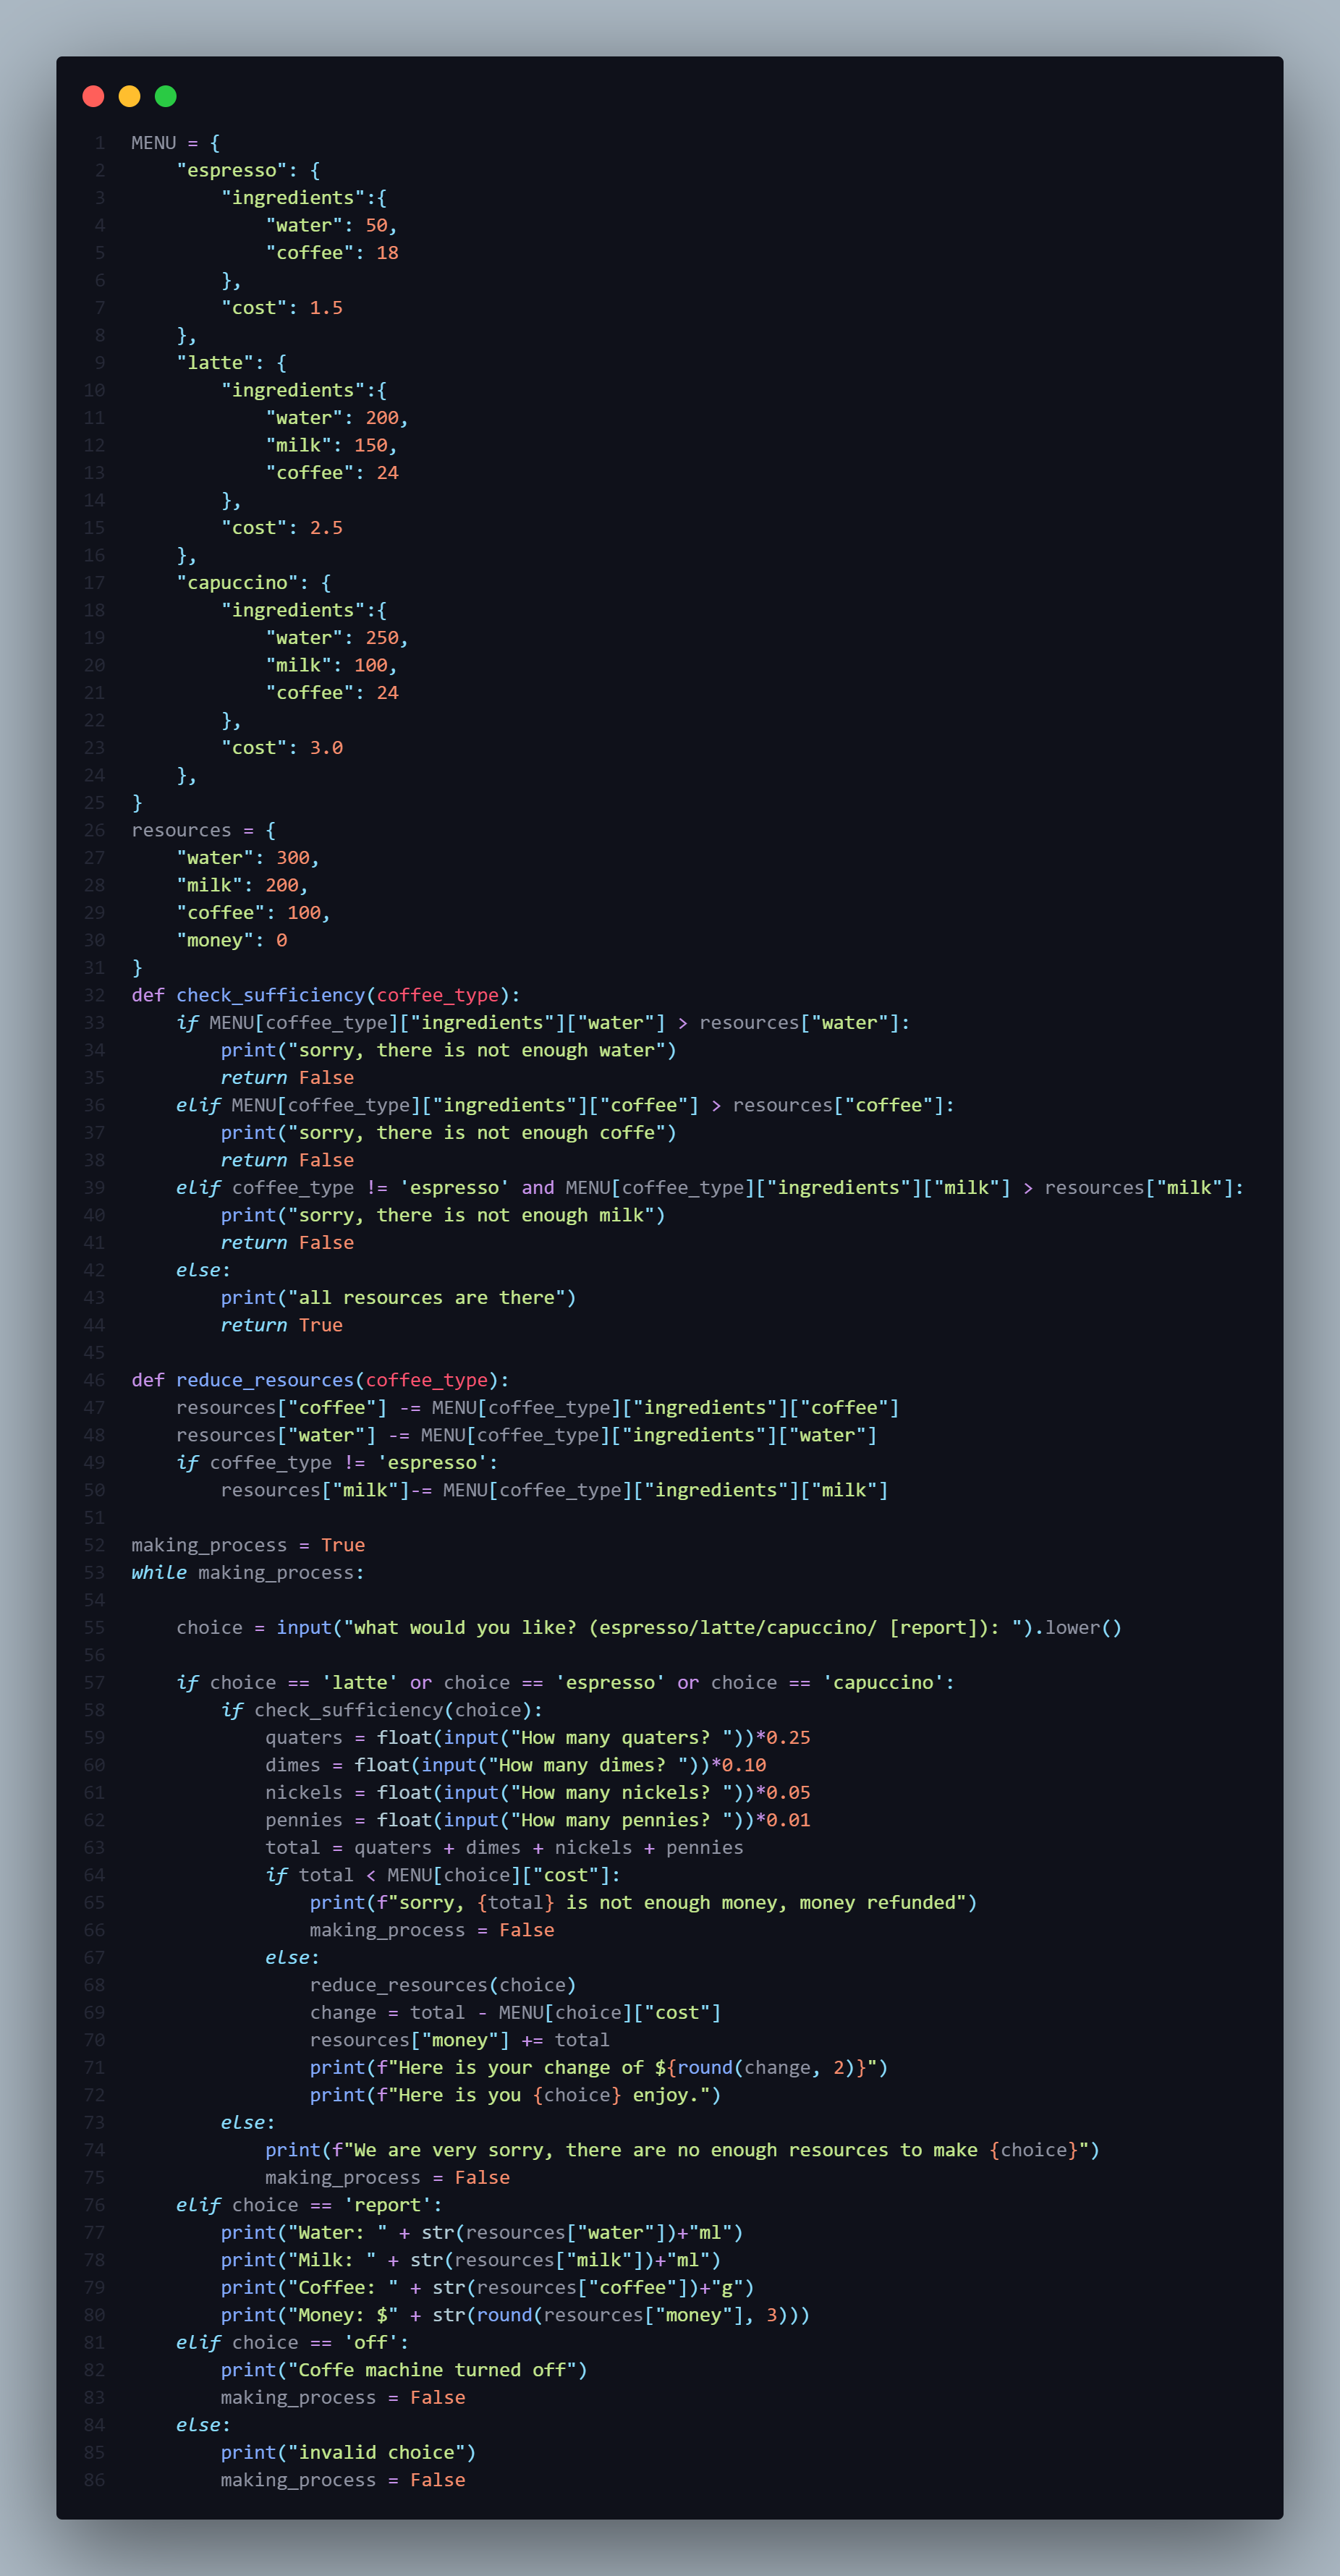 1 MENU = {
2     "espresso": {
3         "ingredients":{
4             "water": 50,
5             "coffee": 18
6         },
7         "cost": 1.5
8     },
9     "latte": {
10         "ingredients":{
11             "water": 200,
12             "milk": 150,
13             "coffee": 24
14         },
15         "cost": 2.5
16     },
17     "capuccino": {
18         "ingredients":{
19             "water": 250,
20             "milk": 100,
21             "coffee": 24
22         },
23         "cost": 3.0
24     },
25 }
26 resources = {
27     "water": 300,
28     "milk": 200,
29     "coffee": 100,
30     "money": 0
31 }
32 def check_sufficiency(coffee_type):
33     if MENU[coffee_type]["ingredients"]["water"] > resources["water"]:
34         print("sorry, there is not enough water")
35         return False
36     elif MENU[coffee_type]["ingredients"]["coffee"] > resources["coffee"]:
37         print("sorry, there is not enough coffe")
38         return False
39     elif coffee_type != 'espresso' and MENU[coffee_type]["ingredients"]["milk"] > resources["milk"]:
40         print("sorry, there is not enough milk")
41         return False
42     else:
43         print("all resources are there")
44         return True
45
46 def reduce_resources(coffee_type):
47     resources["coffee"] -= MENU[coffee_type]["ingredients"]["coffee"]
48     resources["water"] -= MENU[coffee_type]["ingredients"]["water"]
49     if coffee_type != 'espresso':
50         resources["milk"]-= MENU[coffee_type]["ingredients"]["milk"]
51
52 making_process = True
53 while making_process:
54
55     choice = input("what would you like? (espresso/latte/capuccino/ [report]): ").lower()
56
57     if choice == 'latte' or choice == 'espresso' or choice == 'capuccino':
58         if check_sufficiency(choice):
59             quaters = float(input("How many quaters? "))*0.25
60             dimes = float(input("How many dimes? "))*0.10
61             nickels = float(input("How many nickels? "))*0.05
62             pennies = float(input("How many pennies? "))*0.01
63             total = quaters + dimes + nickels + pennies
64             if total < MENU[choice]["cost"]:
65                 print(f"sorry, {total} is not enough money, money refunded")
66                 making_process = False
67             else:
68                 reduce_resources(choice)
69                 change = total - MENU[choice]["cost"]
70                 resources["money"] += total
71                 print(f"Here is your change of ${round(change, 2)}")
72                 print(f"Here is you {choice} enjoy.")
73         else:
74             print(f"We are very sorry, there are no enough resources to make {choice}")
75             making_process = False
76     elif choice == 'report':
77         print("Water: " + str(resources["water"])+"ml")
78         print("Milk: " + str(resources["milk"])+"ml")
79         print("Coffee: " + str(resources["coffee"])+"g")
80         print("Money: $" + str(round(resources["money"], 3)))
81     elif choice == 'off':
82         print("Coffe machine turned off")
83         making_process = False
84     else:
85         print("invalid choice")
86         making_process = False